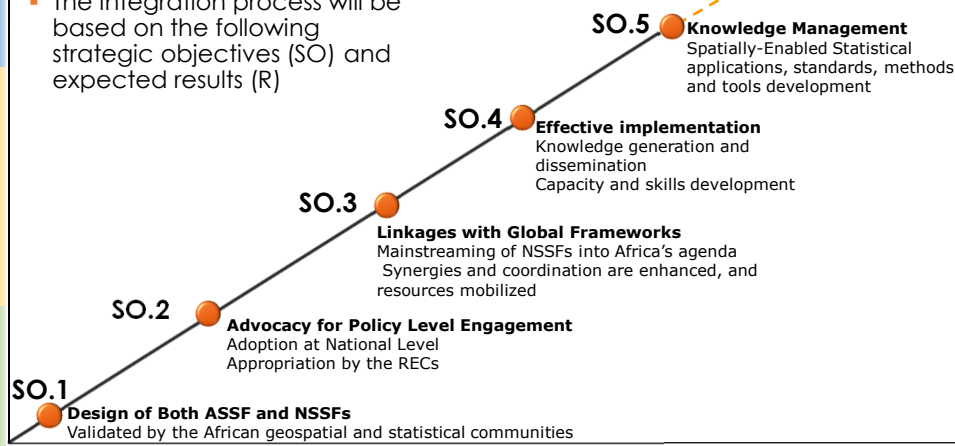 The integration process will be
based on the following
strategic objectives (SO) and
expected results (R)
SO.5
Knowledge Management
Spatially-Enabled Statistical
applications, standards, methods
and tools development
SO.4
Effective implementation
Knowledge generation and
dissemination
Capacity and skills development
SO.3
Linkages with Global Frameworks
Mainstreaming of NSSFs into Africa's agenda
Synergies and coordination are enhanced, and
resources mobilized
SO.2
Advocacy for Policy Level Engagement
Adoption at National Level
Appropriation by the RECs
SO.1
Design of Both ASSF and NSSFs
Validated by the African geospatial and statistical communities